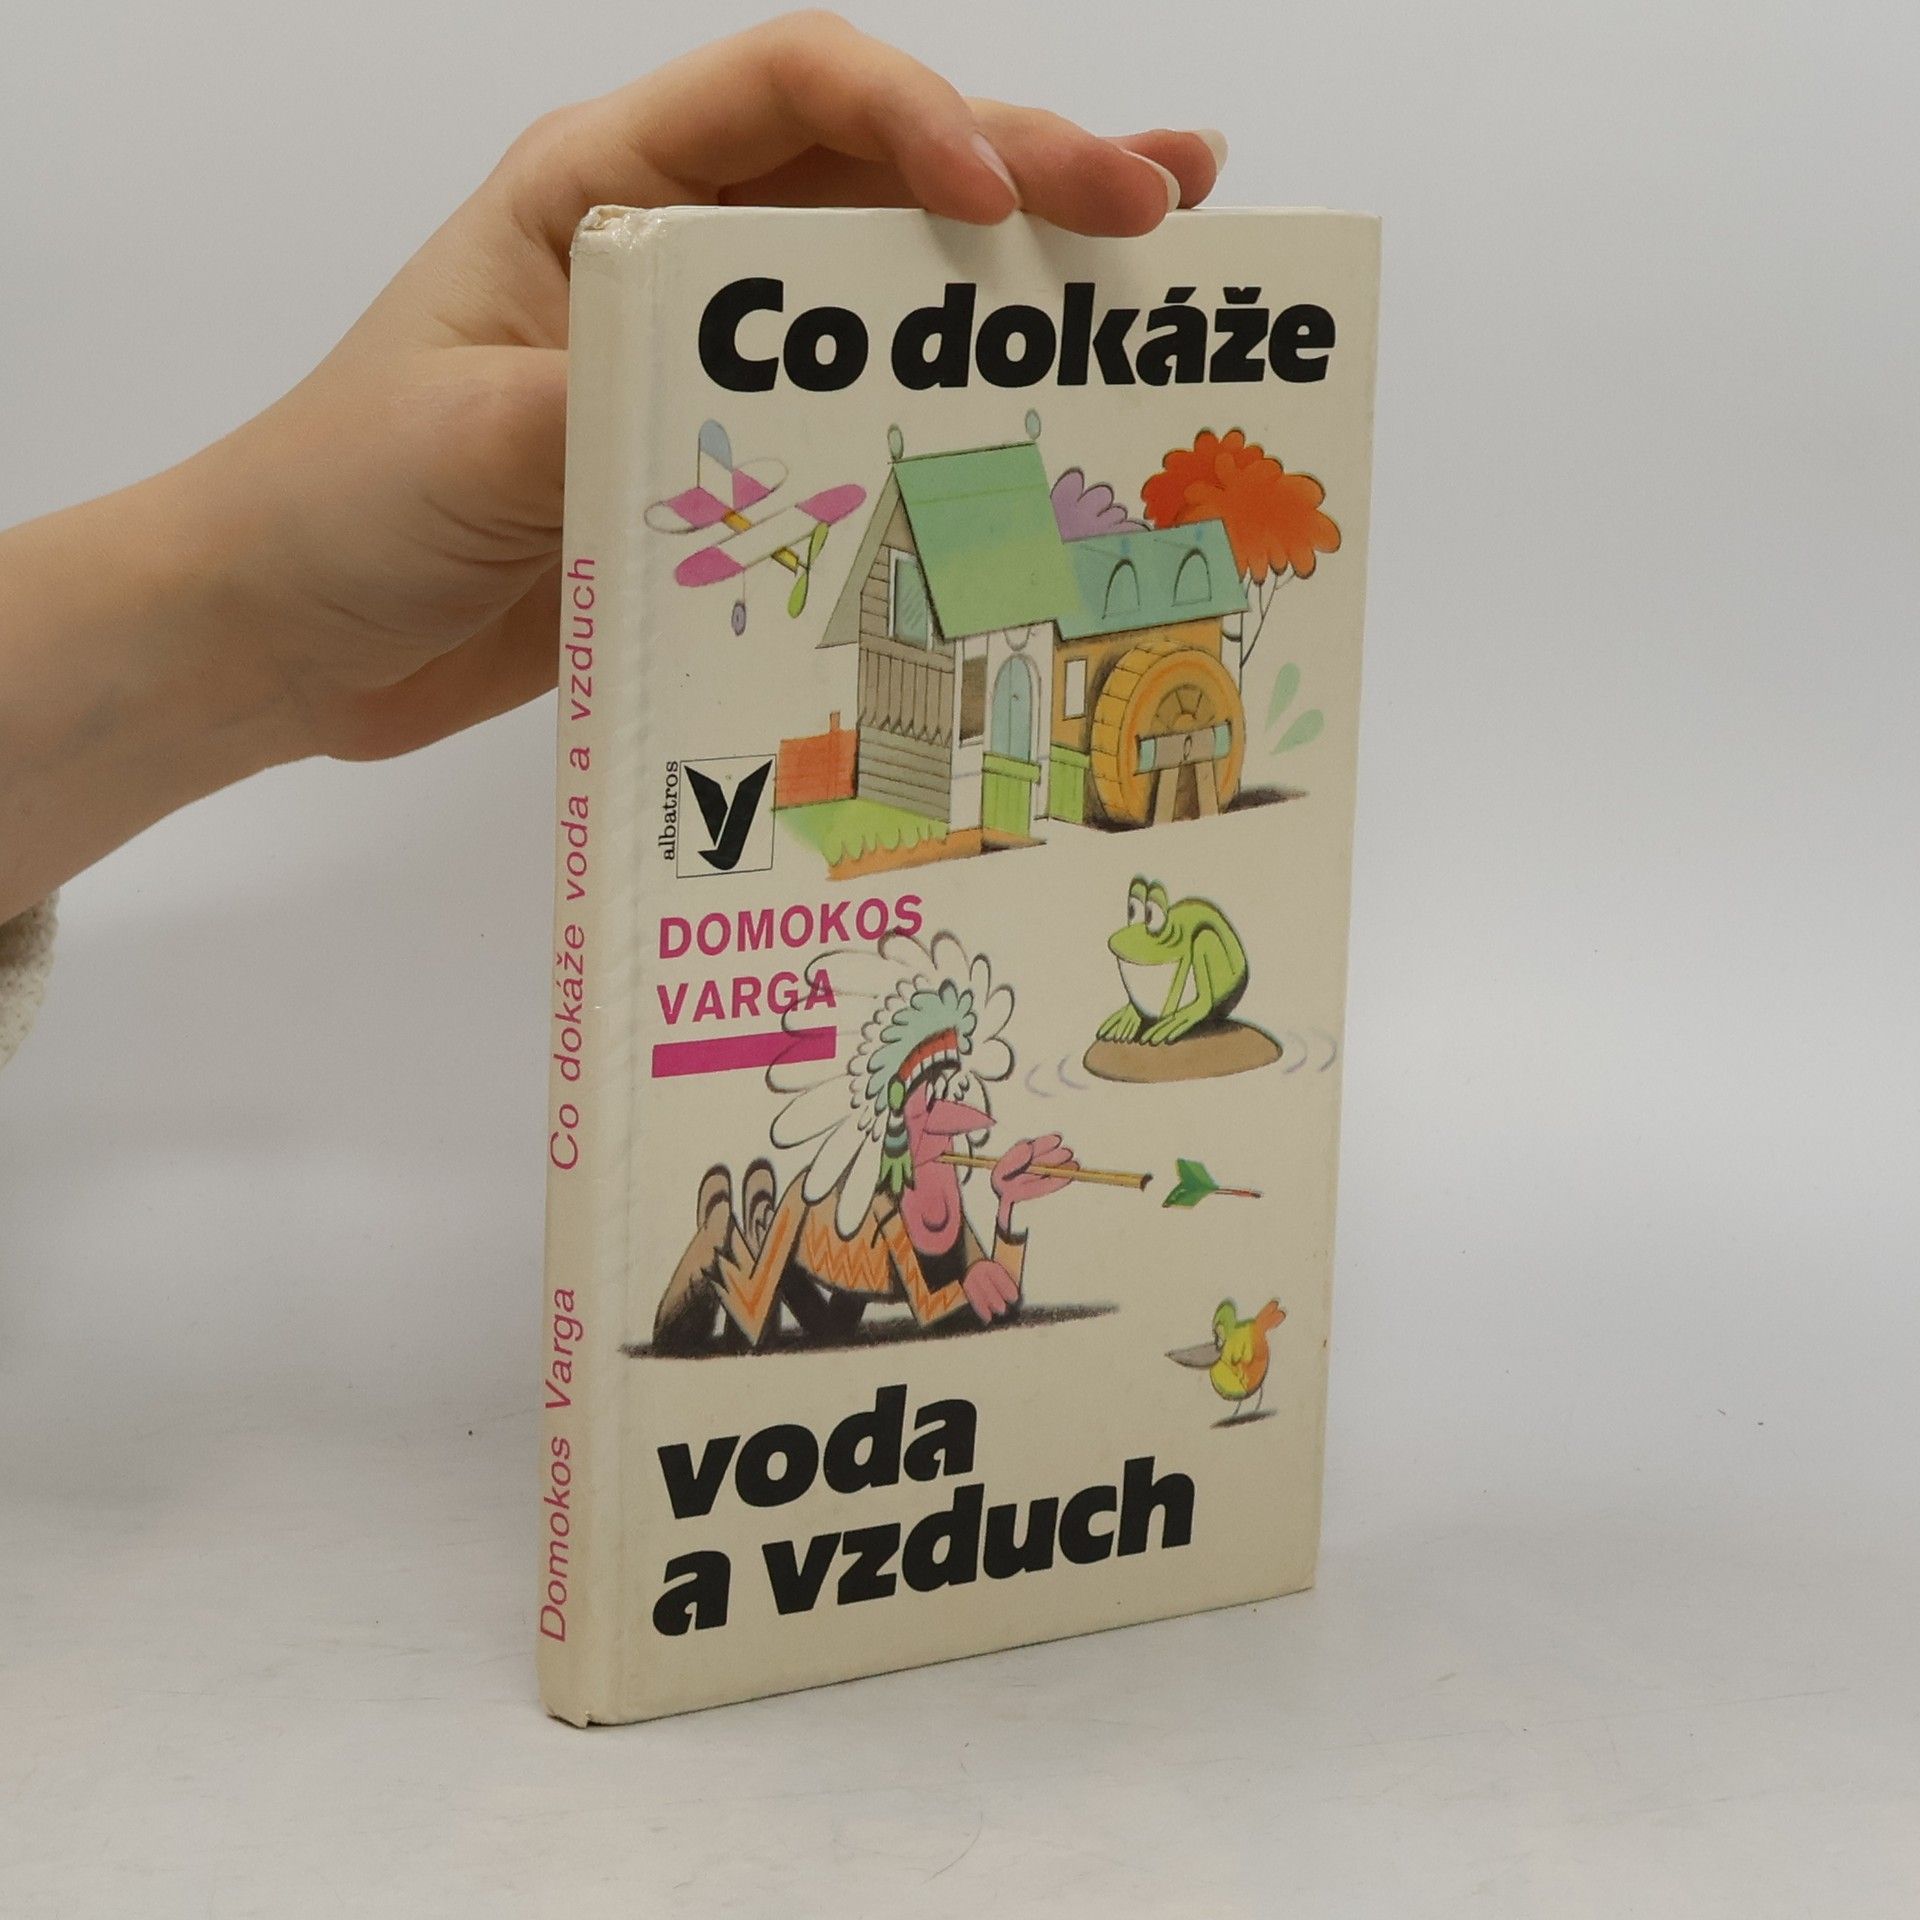 Co dokáže
albatros
DOMOKOS
VARGA
voda
a vzduch
Domokos Varga Co dokáže voda a vzduch